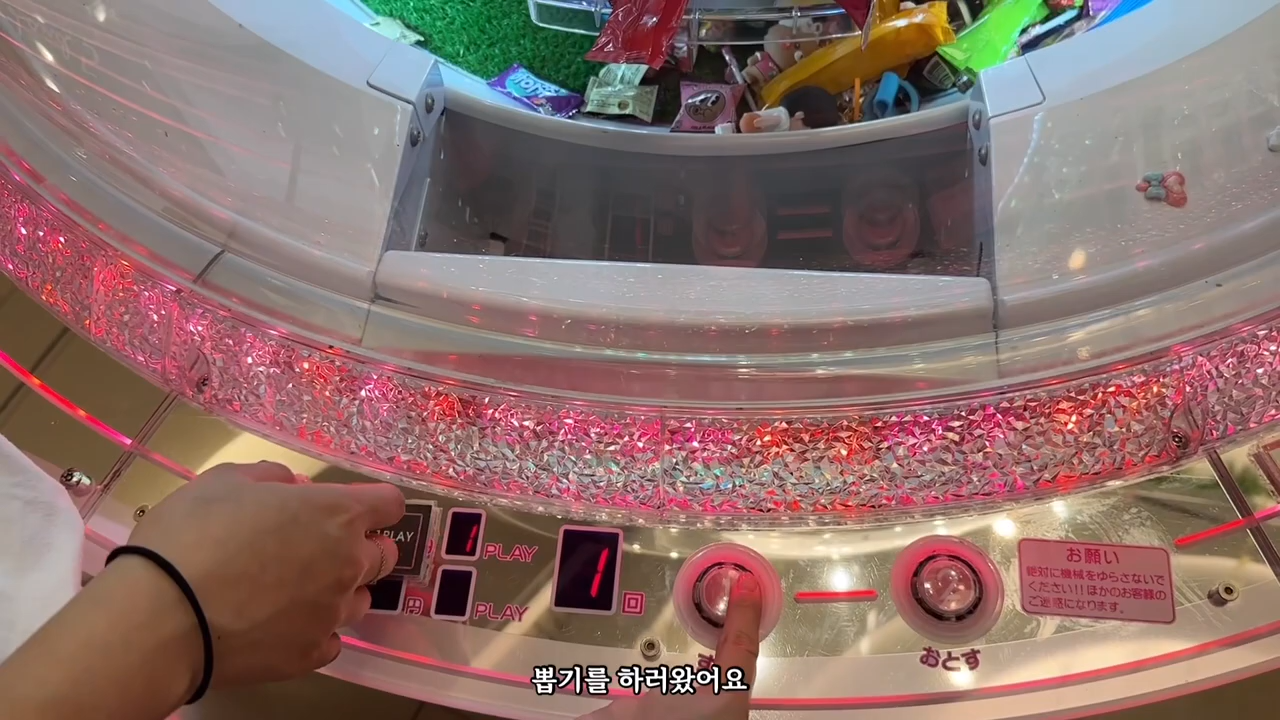 1PLAY
1 PLAY
円 PLAY
1 回
お願い
絶対に機械をゆらさないで
ください!!ほかのお客様の
ご迷惑になります。
おとす
뽑기를 하러왔어요